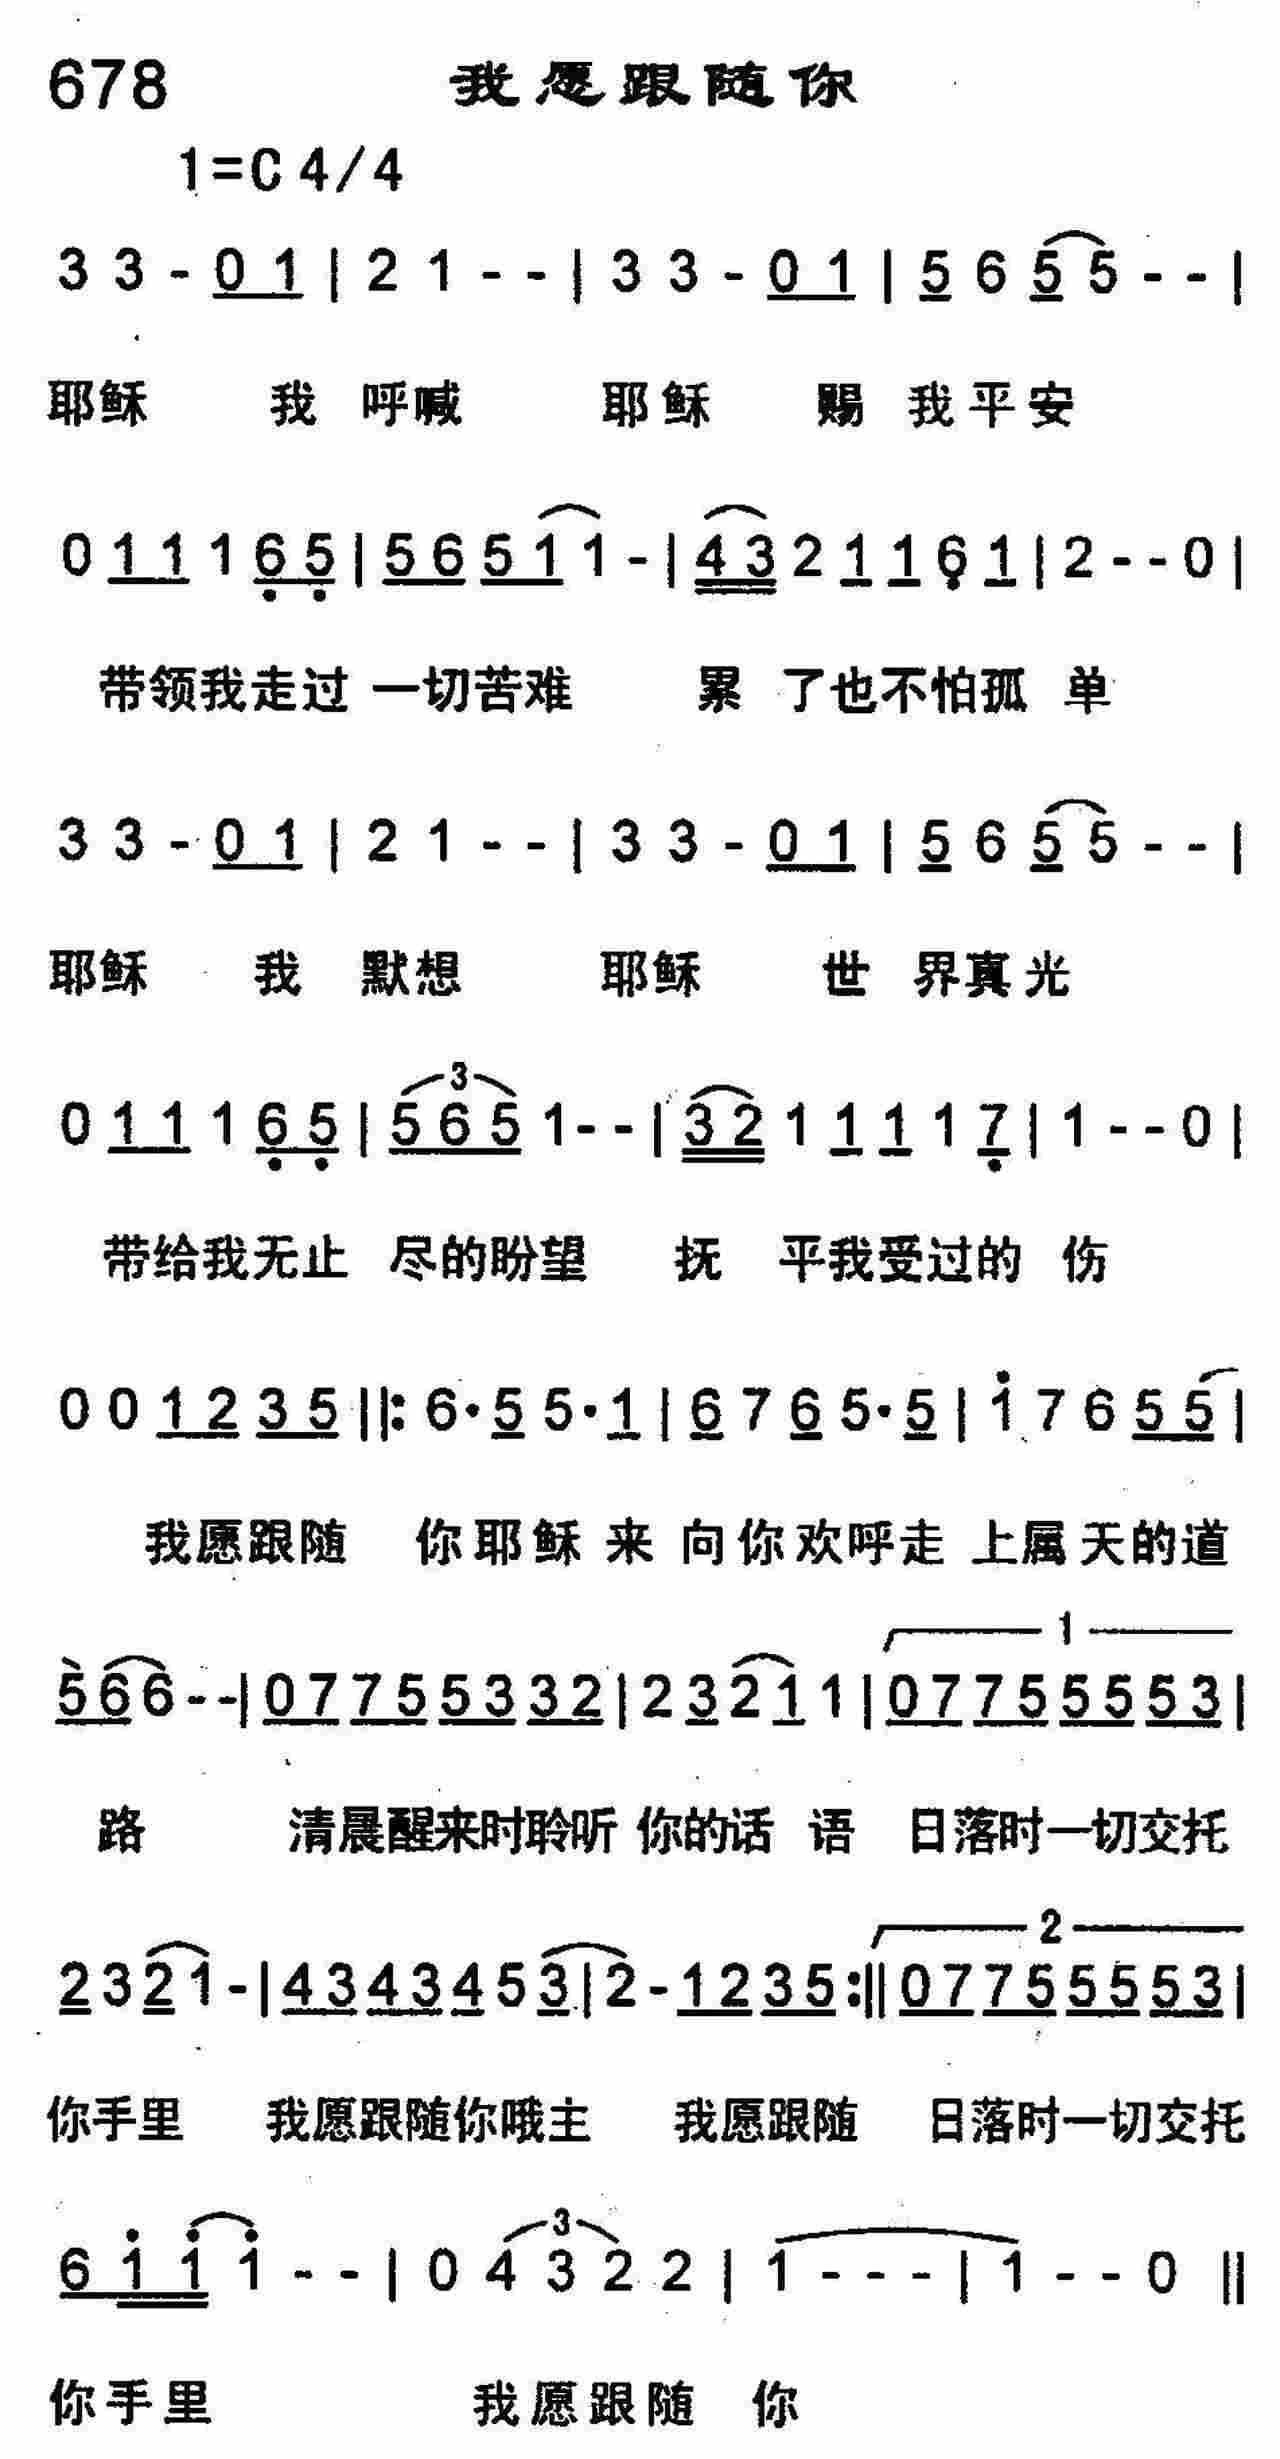 678 我愿跟随你
1=C 4/4
3 3 - 0 1 | 2 1 - - | 3 3 - 0 1 | 5 6 5 5 - - |
耶稣 我 呼喊 耶稣 赐 我平安
0 1 1 1 6 5 | 5 6 5 1 1 - | 4 3 2 1 1 6 1 | 2 - - 0 |
带领我走过 一切苦难 累 了也不怕孤 单
3 3 - 0 1 | 2 1 - - | 3 3 - 0 1 | 5 6 5 5 - - |
耶稣 我 默想 耶稣 世 界真光
3
0 1 1 1 6 5 | 5 6 5 1 - - | 3 2 1 1 1 1 7 | 1 - - 0 |
带给我无止 尽的盼望 抚 平我受过的 伤
0 0 1 2 3 5 ||: 6· 5 5· 1 | 6 7 6 5· 5 | 1 7 6 5 5 |
我愿跟随 你耶稣 来 向你欢呼走 上属天的道
1
5 6 6 - - | 0 7 7 5 5 3 3 2 | 2 3 2 1 1 | 0 7 7 5 5 5 5 3 |
路 清晨醒来时聆听 你的话 语 日落时一切交托
2
2 3 2 1 - | 4 3 4 3 4 5 3 | 2 - 1 2 3 5 :|| 0 7 7 5 5 5 5 3 |
你手里 我愿跟随你哦主 我愿跟随 日落时一切交托
3
6 1 1 1 - - | 0 4 3 2 2 | 1 - - - | 1 - - 0 ||
你手里 我愿跟随 你